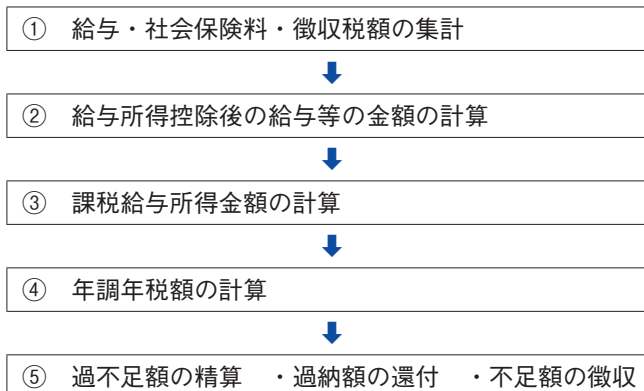 ① 給与・社会保険料・徴収税額の集計
② 給与所得控除後の給与等の金額の計算
③ 課税給与所得金額の計算
④ 年調年税額の計算
⑤ 過不足額の精算 ・過納額の還付 ・不足額の徴収